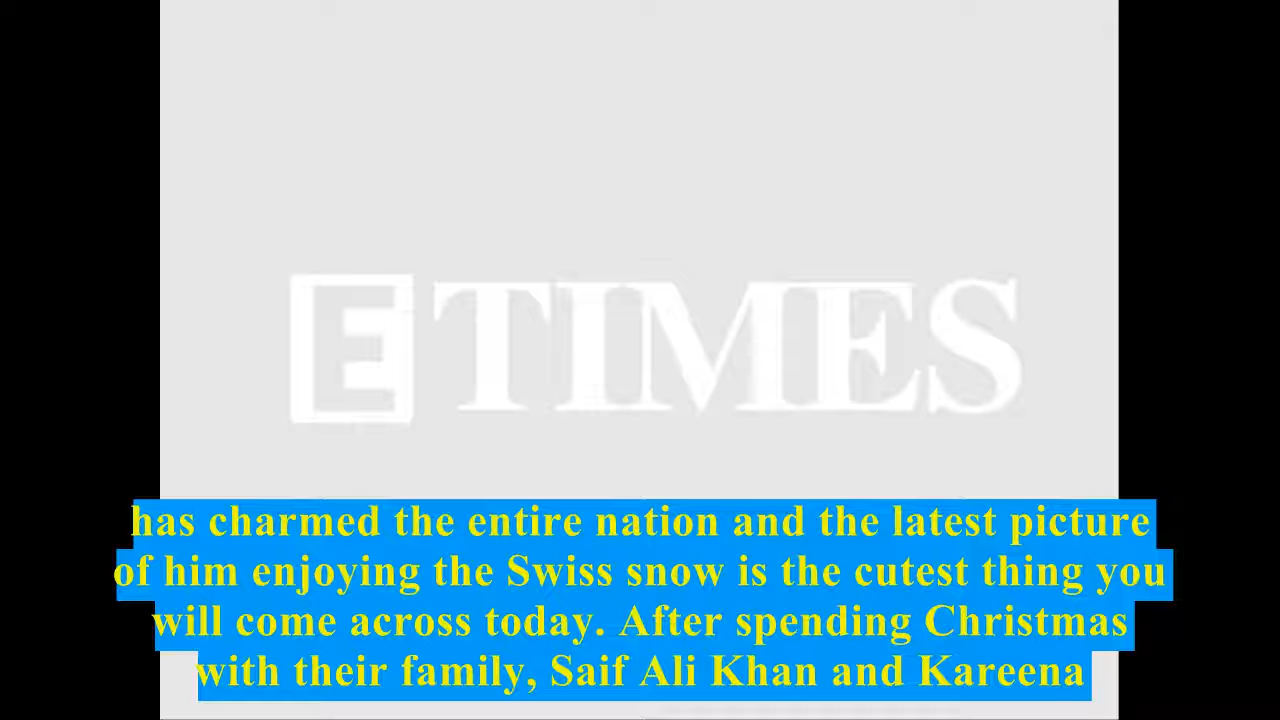 E TIMES
has charmed the entire nation and the latest picture
of him enjoying the Swiss snow is the cutest thing you
will come across today. After spending Christmas
with their family, Saif Ali Khan and Kareena